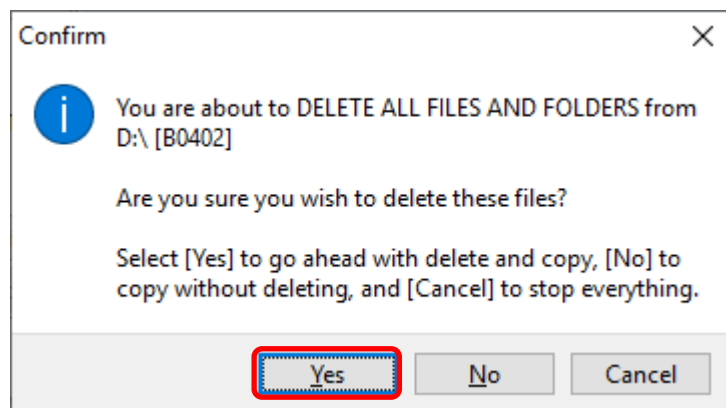 Confirm
You are about to DELETE ALL FILES AND FOLDERS from
D:\ [B0402]
Are you sure you wish to delete these files?
Select [Yes] to go ahead with delete and copy, [No] to
copy without deleting, and [Cancel] to stop everything.
Yes No Cancel